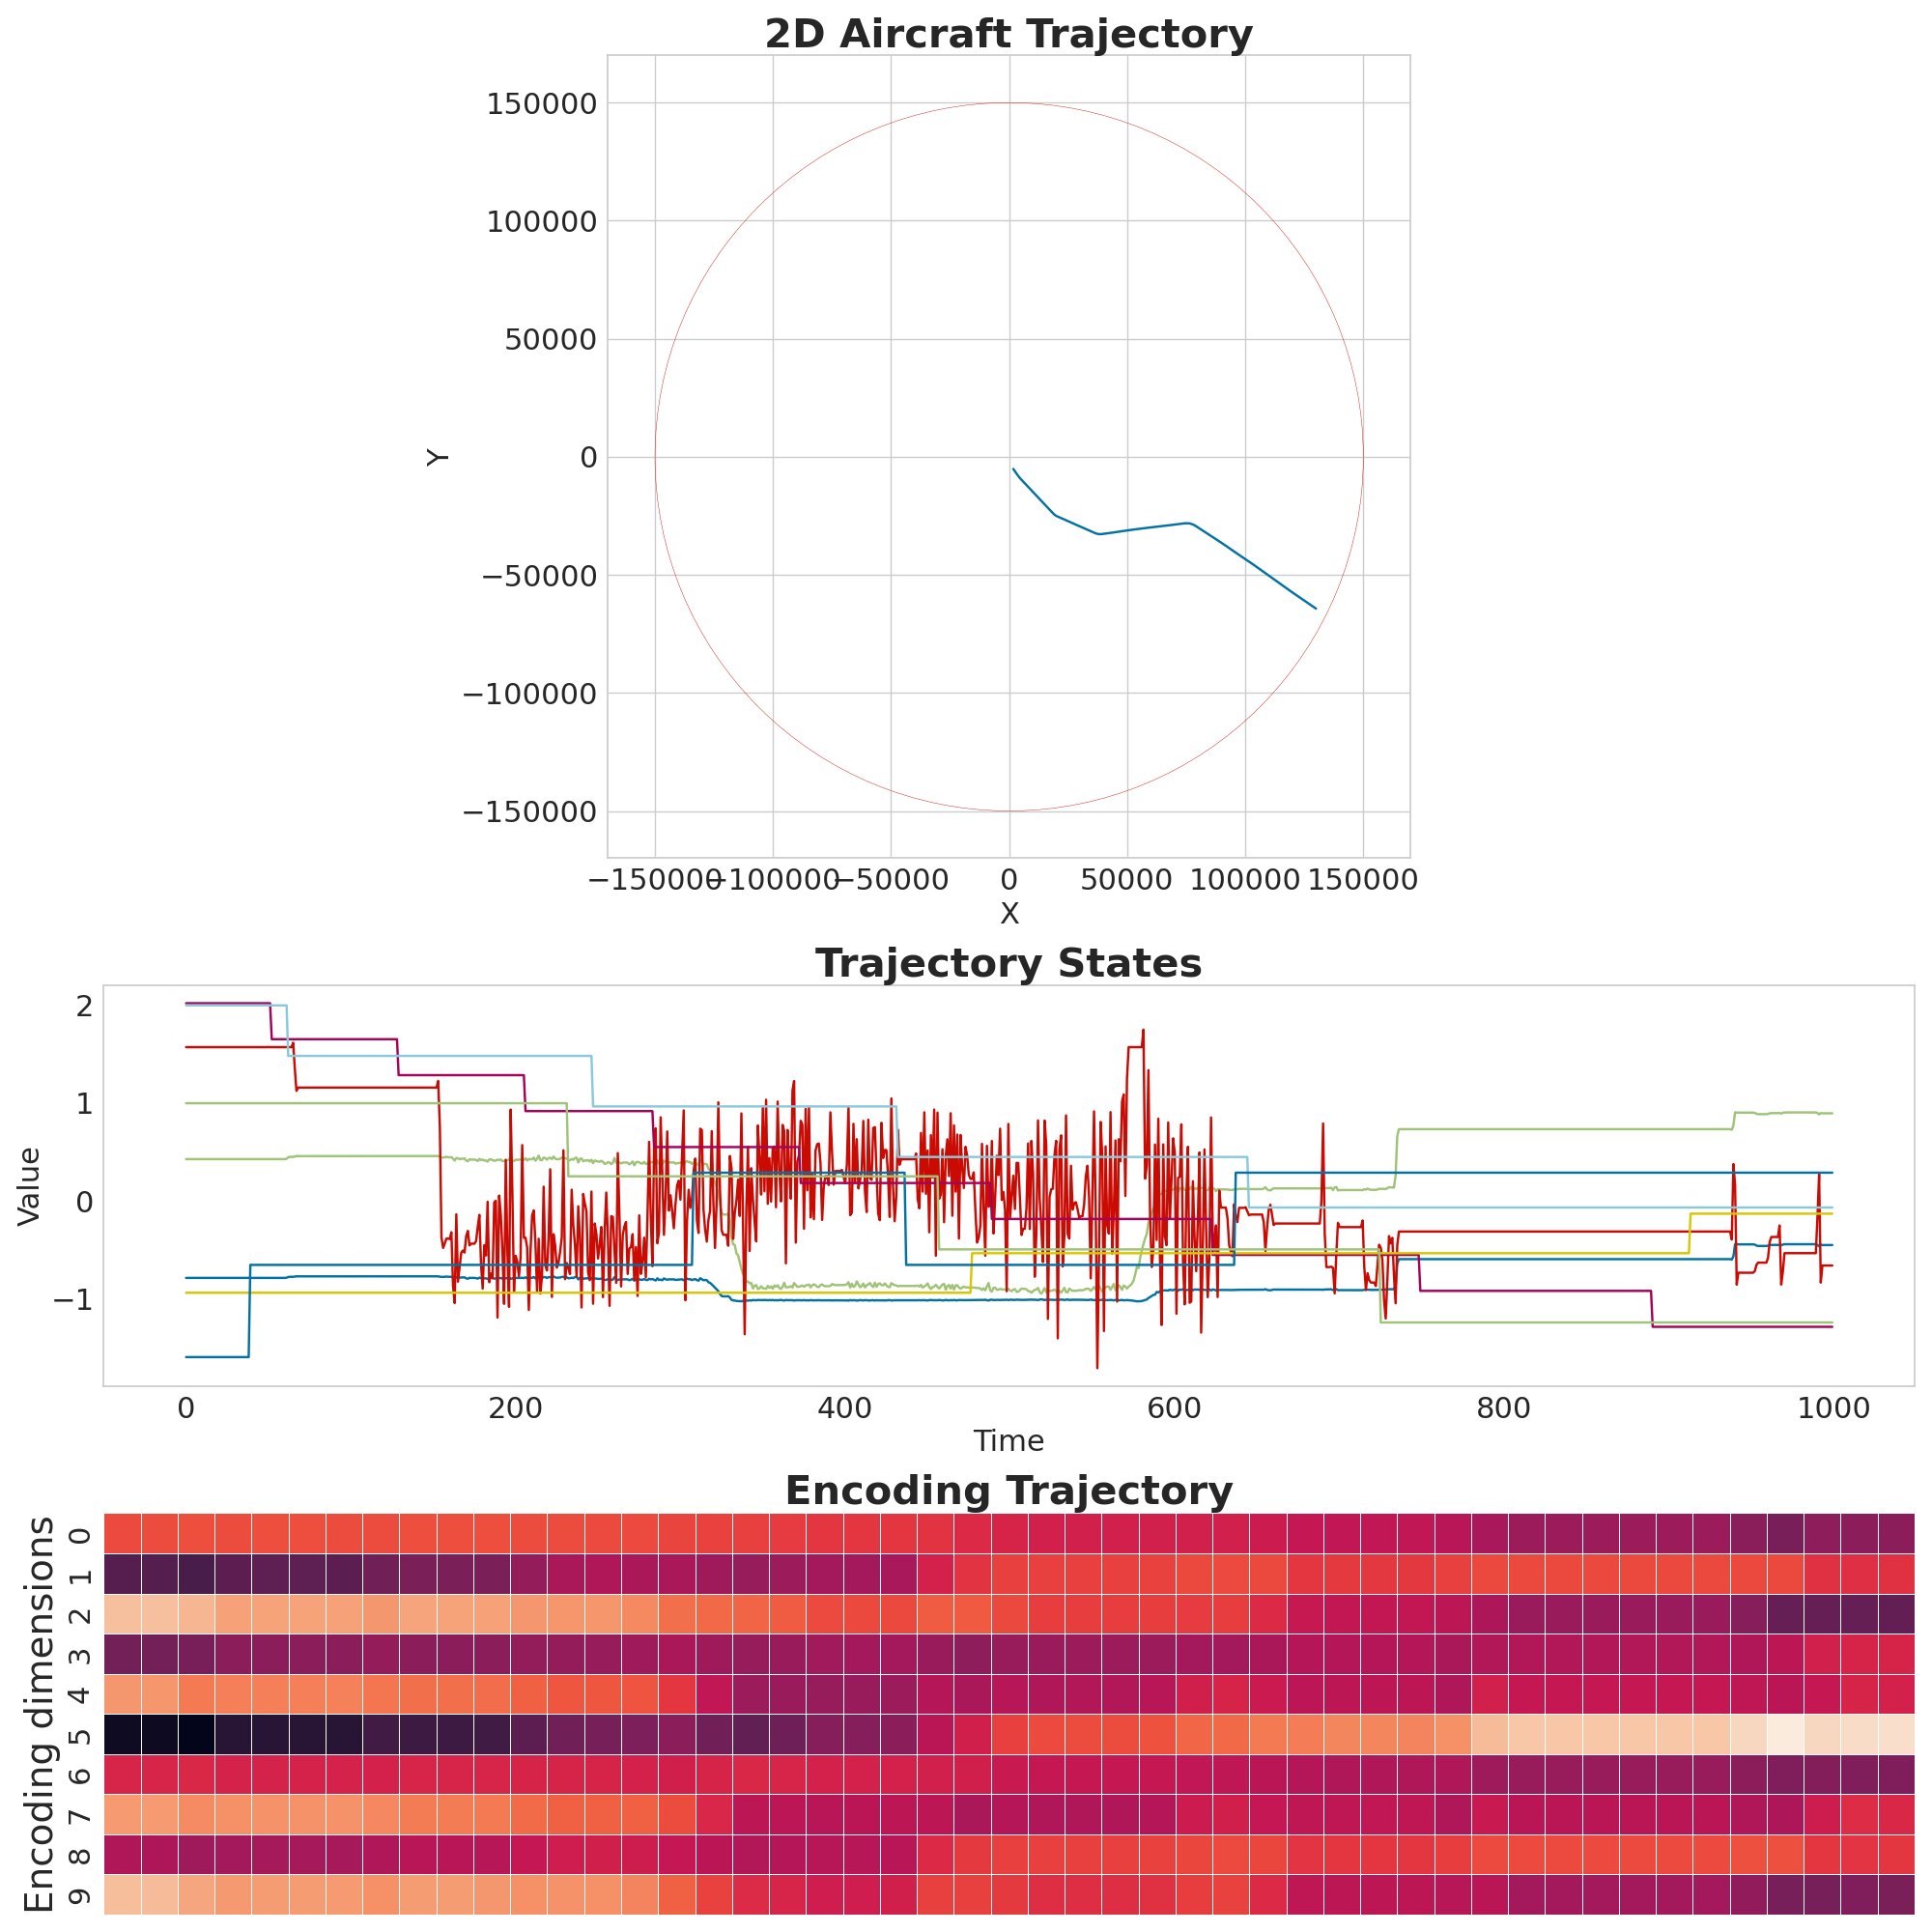 2D Aircraft Trajectory
150000
100000
50000
0
−50000
−100000
−150000
Y
−150000 −100000 −50000 0 50000 100000 150000
X
Trajectory States
2
1
0
−1
Value
0 200 400 600 800 1000
Time
Encoding Trajectory
Encoding dimensions
0
1
2
3
4
5
6
7
8
9